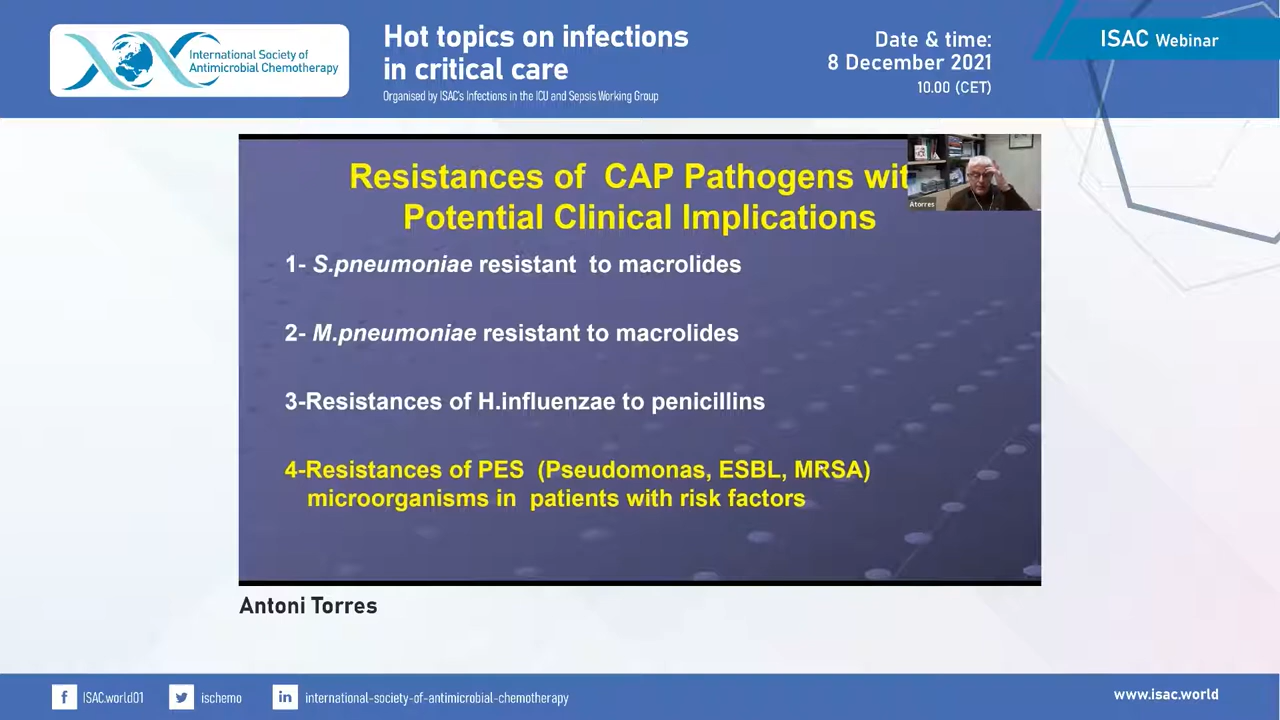 International Society of
Antimicrobial Chemotherapy
Hot topics on infections
in critical care
Organised by ISAC's Infections in the ICU and Sepsis Working Group
Date & time:
8 December 2021
10.00 (CET)
ISAC Webinar
Resistances of CAP Pathogens wit
Potential Clinical Implications
Atorres
1- S.pneumoniae resistant to macrolides
2- M.pneumoniae resistant to macrolides
3-Resistances of H.influenzae to penicillins
4-Resistances of PES (Pseudomonas, ESBL, MRSA)
microorganisms in patients with risk factors
Antoni Torres
ISAC.world01
ischemo
international-society-of-antimicrobial-chemotherapy
www.isac.world